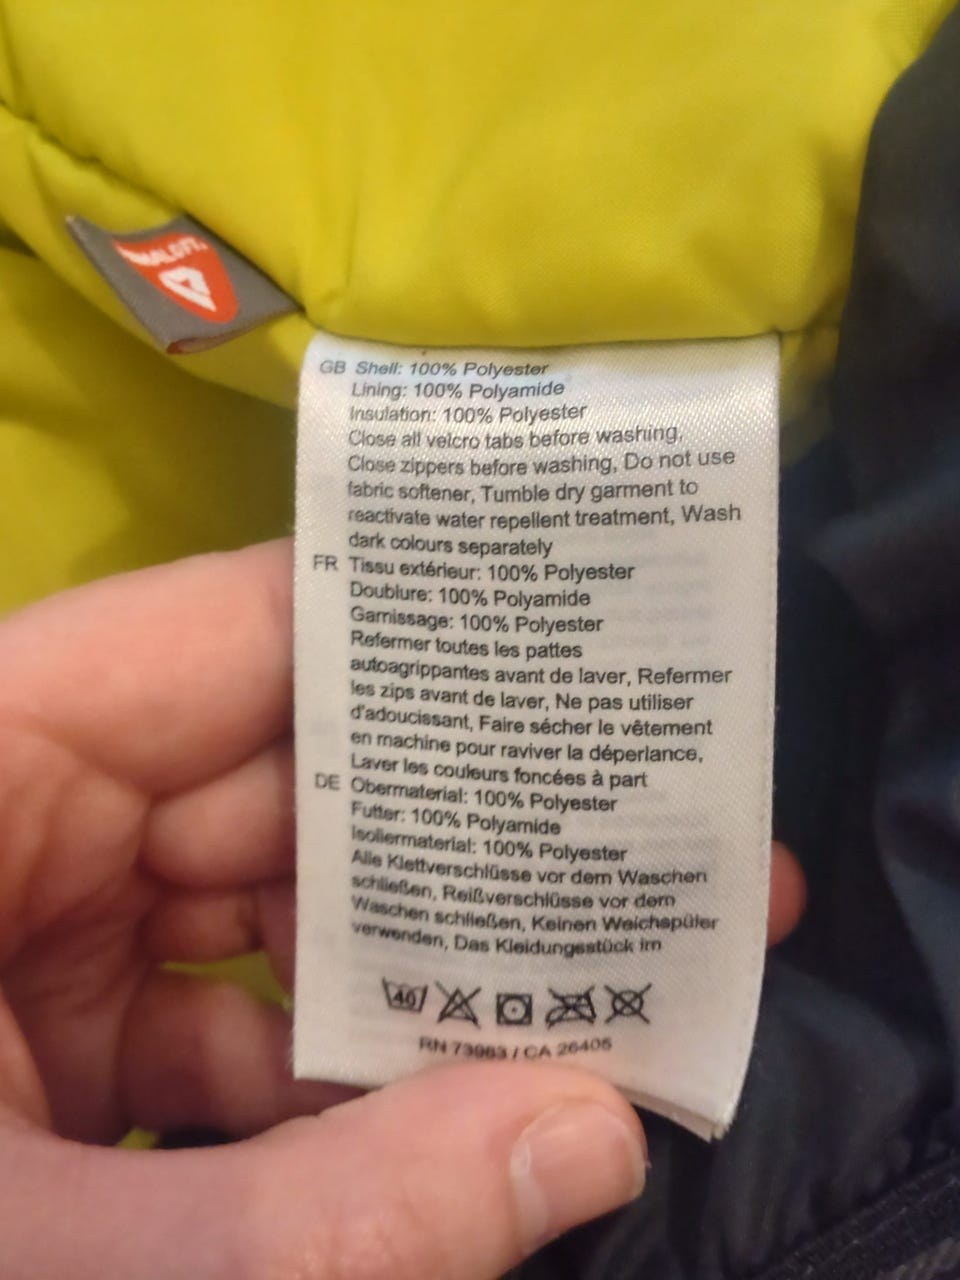 GB Shell: 100% Polyester
Lining: 100% Polyamide
Insulation: 100% Polyester
Close all velcro tabs before washing,
Close zippers before washing, Do not use
fabric softener, Tumble dry garment to
reactivate water repellent treatment, Wash
dark colours separately
FR Tissu extérieur: 100% Polyester
Doublure: 100% Polyamide
Garnissage: 100% Polyester
Refermer toutes les pattes
autoagrippantes avant de laver, Refermer
les zips avant de laver, Ne pas utiliser
d'adoucissant, Faire sécher le vêtement
en machine pour raviver la déperlance,
Laver les couleurs foncées à part
DE Obermaterial: 100% Polyester
Futter: 100% Polyamide
Isoliermaterial: 100% Polyester
Alle Klettverschlüsse vor dem Waschen
schließen, Reißverschlüsse vor dem
Waschen schließen, Keinen Weichspüler
verwenden, Das Kleidungsstück im
40
RN 73963 / CA 26405